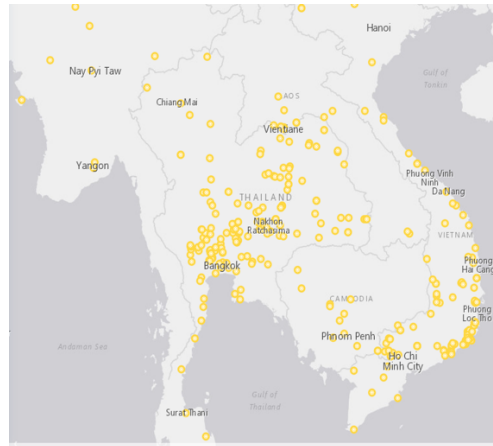 Hanoi
Nay Pyi Taw
Gulf of
Tonkin
AOS
Chiang Mai
Vientiane
Yangon
Phuong Vinh
Ninh
Da Nang
THAILAND
Nakhon
Ratchasima
VIETNAM
Bangkok
Phuong
Hai Cang
CAMBODIA
Phuong
Loc Tho
Phnom Penh
Andaman Sea
Ho Chi
Minh City
Gulf of
Thailand
Surat Thani